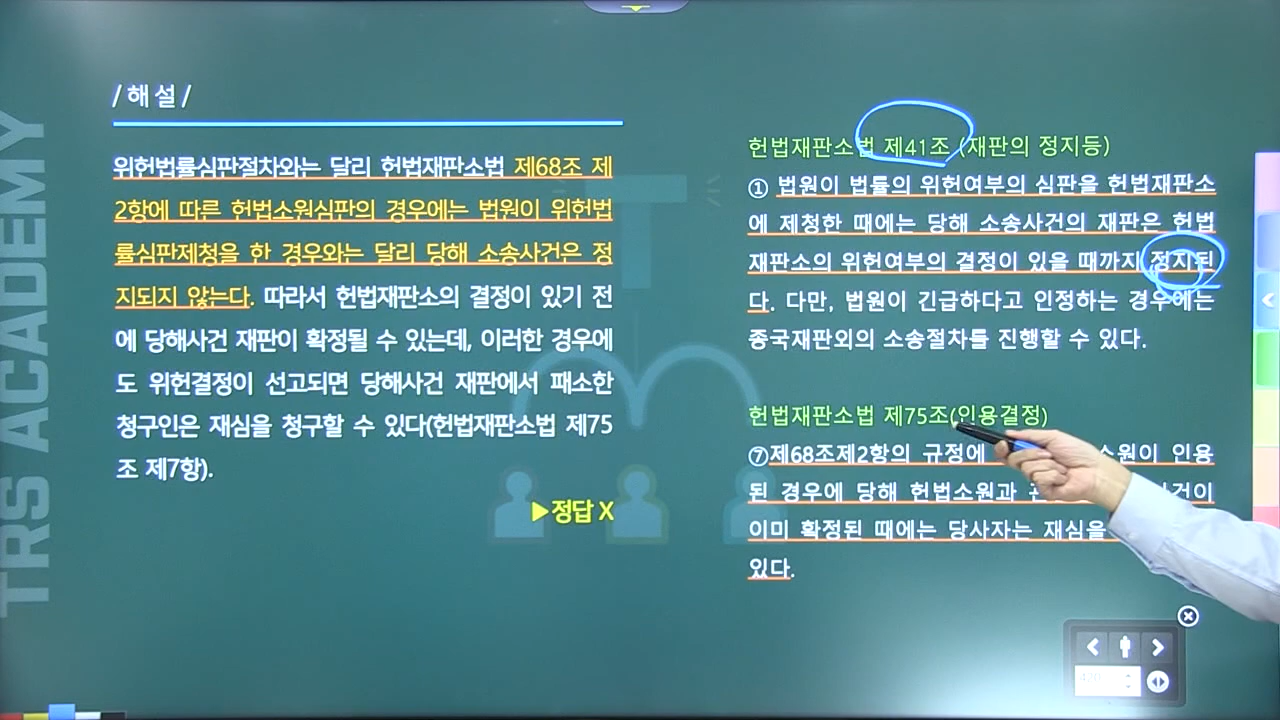 / 해 설 /
위헌법률심판절차와는 달리 헌법재판소법 제68조 제
2항에 따른 헌법소원심판의 경우에는 법원이 위헌법
률심판제청을 한 경우와는 달리 당해 소송사건은 정
지되지 않는다. 따라서 헌법재판소의 결정이 있기 전
에 당해사건 재판이 확정될 수 있는데, 이러한 경우에
도 위헌결정이 선고되면 당해사건 재판에서 패소한
청구인은 재심을 청구할 수 있다(헌법재판소법 제75
조 제7항).
▶정답 X
헌법재판소법 제41조 (재판의 정지등)
① 법원이 법률의 위헌여부의 심판을 헌법재판소
에 제청한 때에는 당해 소송사건의 재판은 헌법
재판소의 위헌여부의 결정이 있을 때까지 정지된
다. 다만, 법원이 긴급하다고 인정하는 경우에는
종국재판외의 소송절차를 진행할 수 있다.
헌법재판소법 제75조(인용결정)
⑦제68조제2항의 규정에 소원이 인용
된 경우에 당해 헌법소원과 사건이
이미 확정된 때에는 당사자는 재심을
있다.
TRS ACADEMY